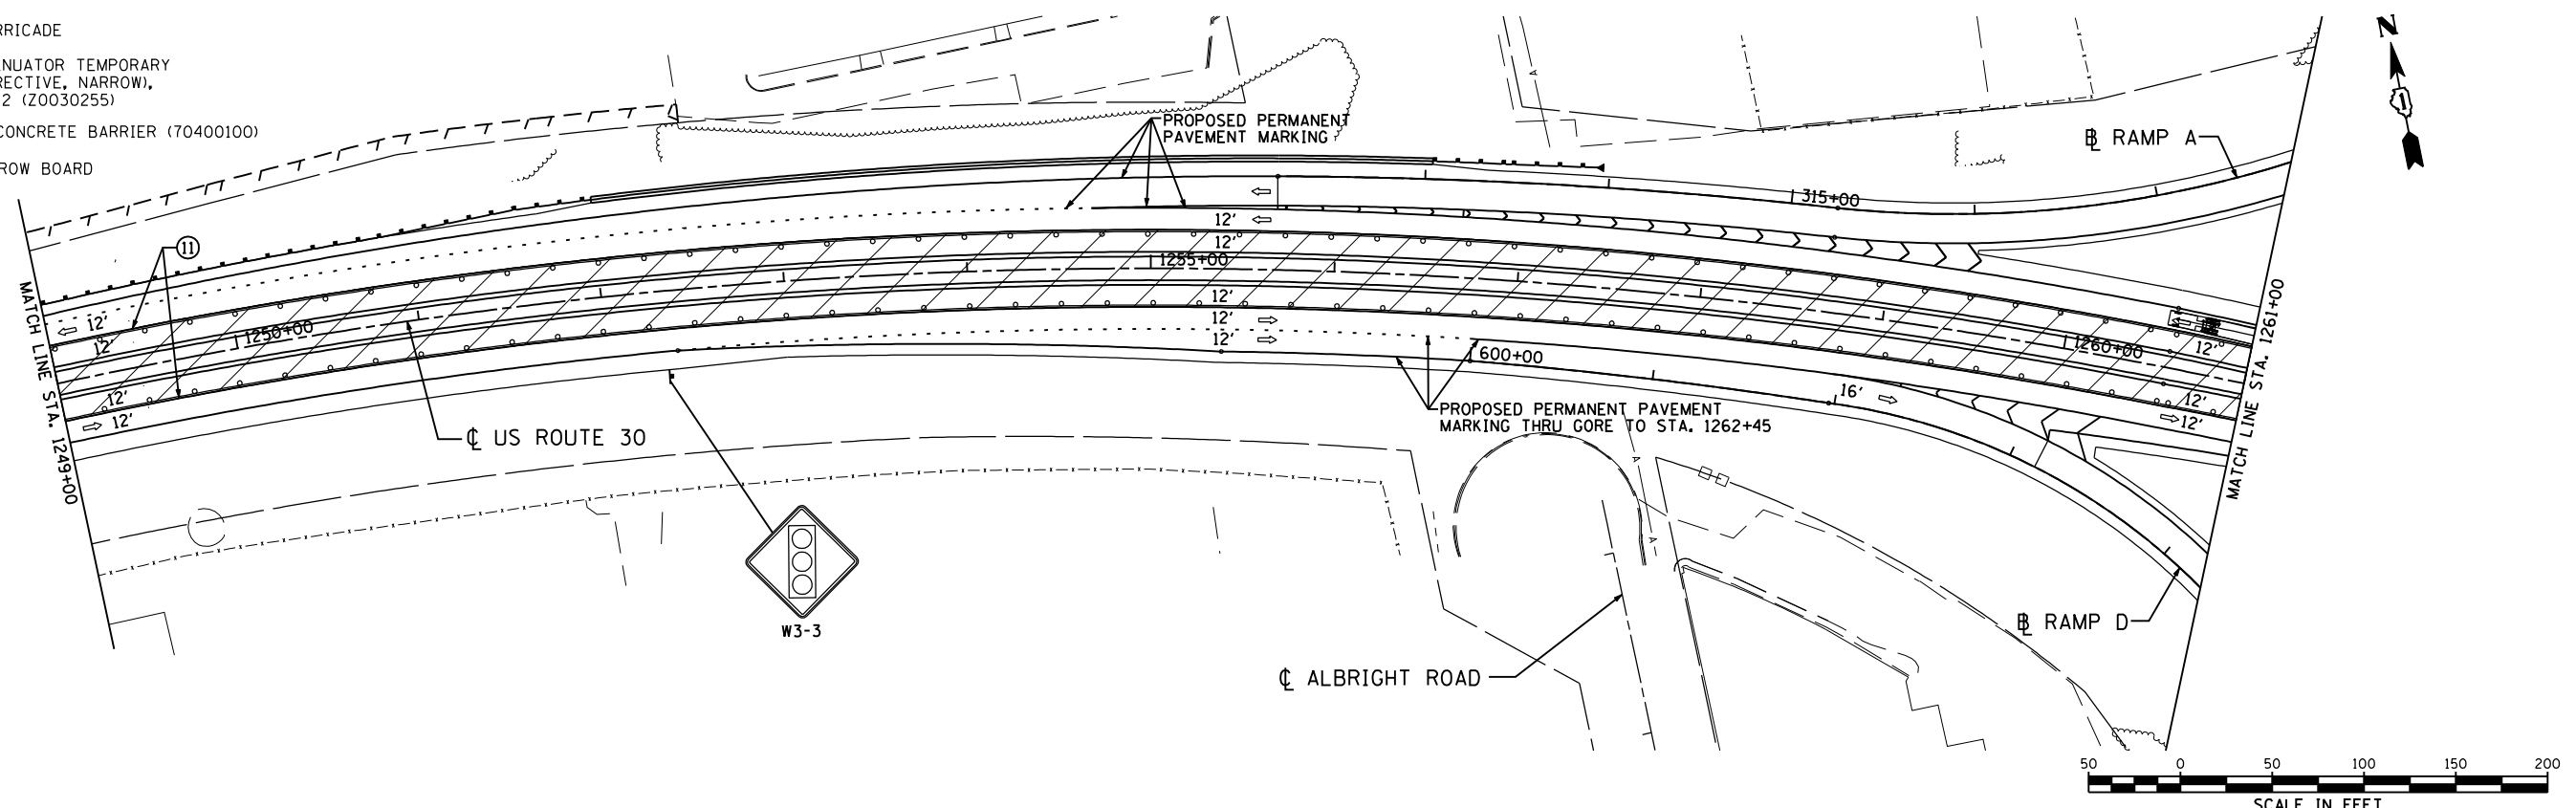 RRICADE
NUATOR TEMPORARY
RECTIVE, NARROW),
2 (Z0030255)
CONCRETE BARRIER (70400100)
ROW BOARD
N
1
PROPOSED PERMANENT
PAVEMENT MARKING
℄ RAMP A
315+00
11
12'
12'
1255+00
12'
12'
12'
12'
12'
1250+00
12'
12'
12'
1260+00
12'
12'
12'
600+00
16'
MATCH LINE STA. 1249+00
MATCH LINE STA. 1261+00
PROPOSED PERMANENT PAVEMENT
MARKING THRU GORE TO STA. 1262+45
℄ US ROUTE 30
A
A
A
A
W3-3
℄ RAMP D
℄ ALBRIGHT ROAD
50 0 50 100 150 200
SCALE IN FEET